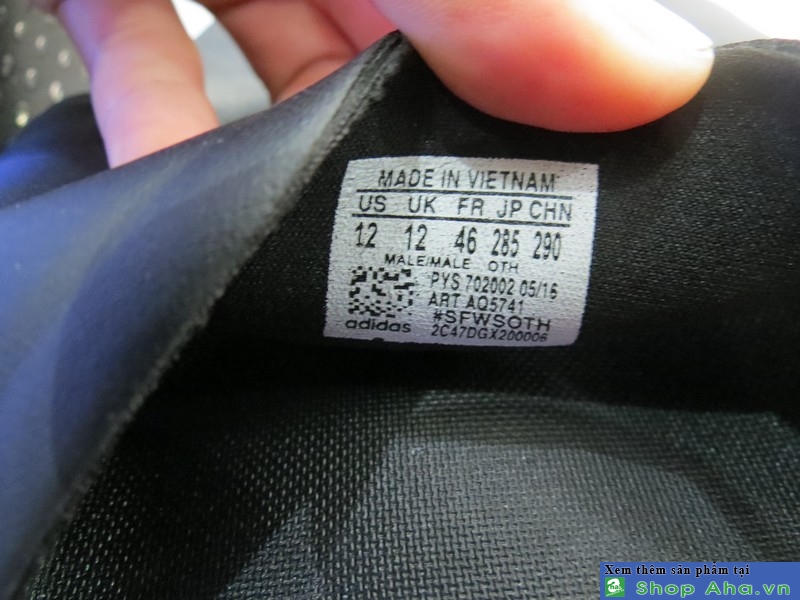 MADE IN VIETNAM
US UK FR JP CHN
12 12 46 285 290
MALE/MALE OTH
PYS 702002 05/16
ART AQ5741
#SFWSOTH
adidas 2C47DGX200006
Xem thêm sản phẩm tại
Shop Aha.vn